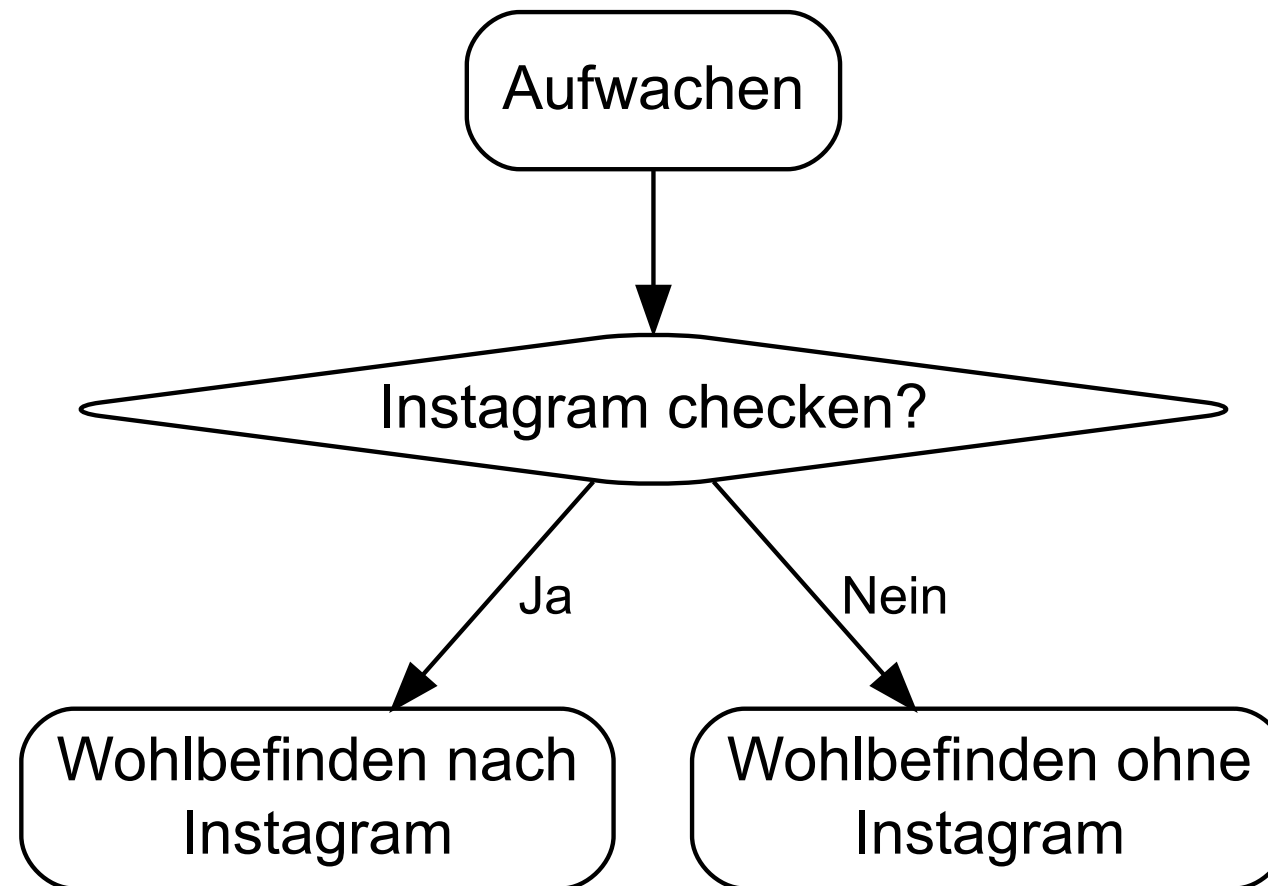 Aufwachen
Instagram checken?
Ja
Nein
Wohlbefinden nach
Instagram
Wohlbefinden ohne
Instagram